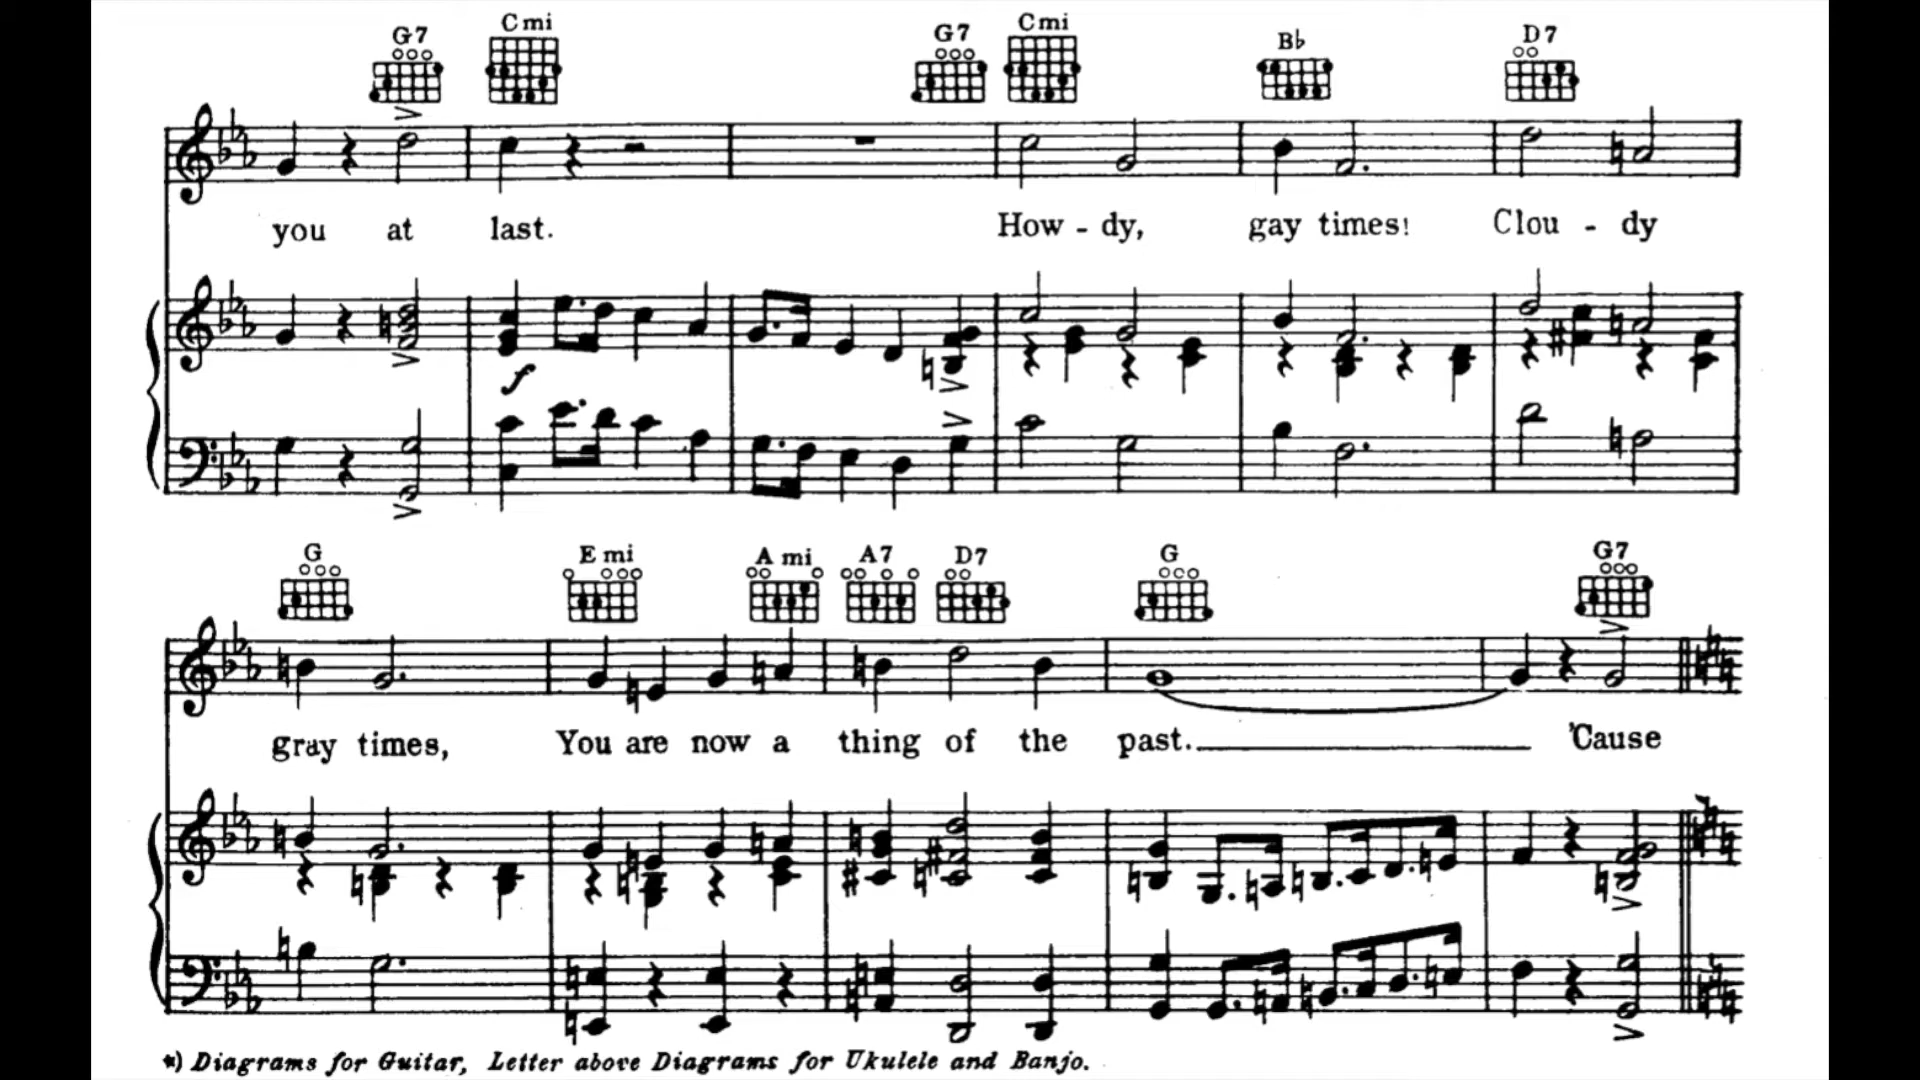 G7 Cmi G7 Cmi B♭ D7
you at last. How - dy, gay times! Clou - dy
f
G E mi A mi A7 D7 G G7
gray times, You are now a thing of the past. 'Cause
*) Diagrams for Guitar, Letter above Diagrams for Ukulele and Banjo.